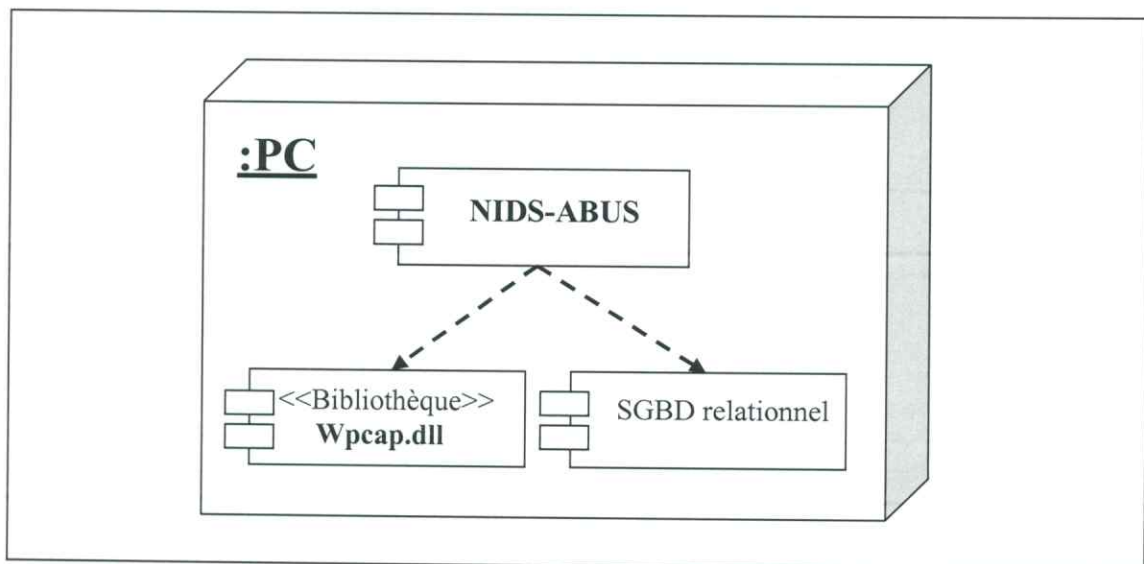 :PC
NIDS-ABUS
<<Bibliothèque>>
Wpcap.dll
SGBD relationnel